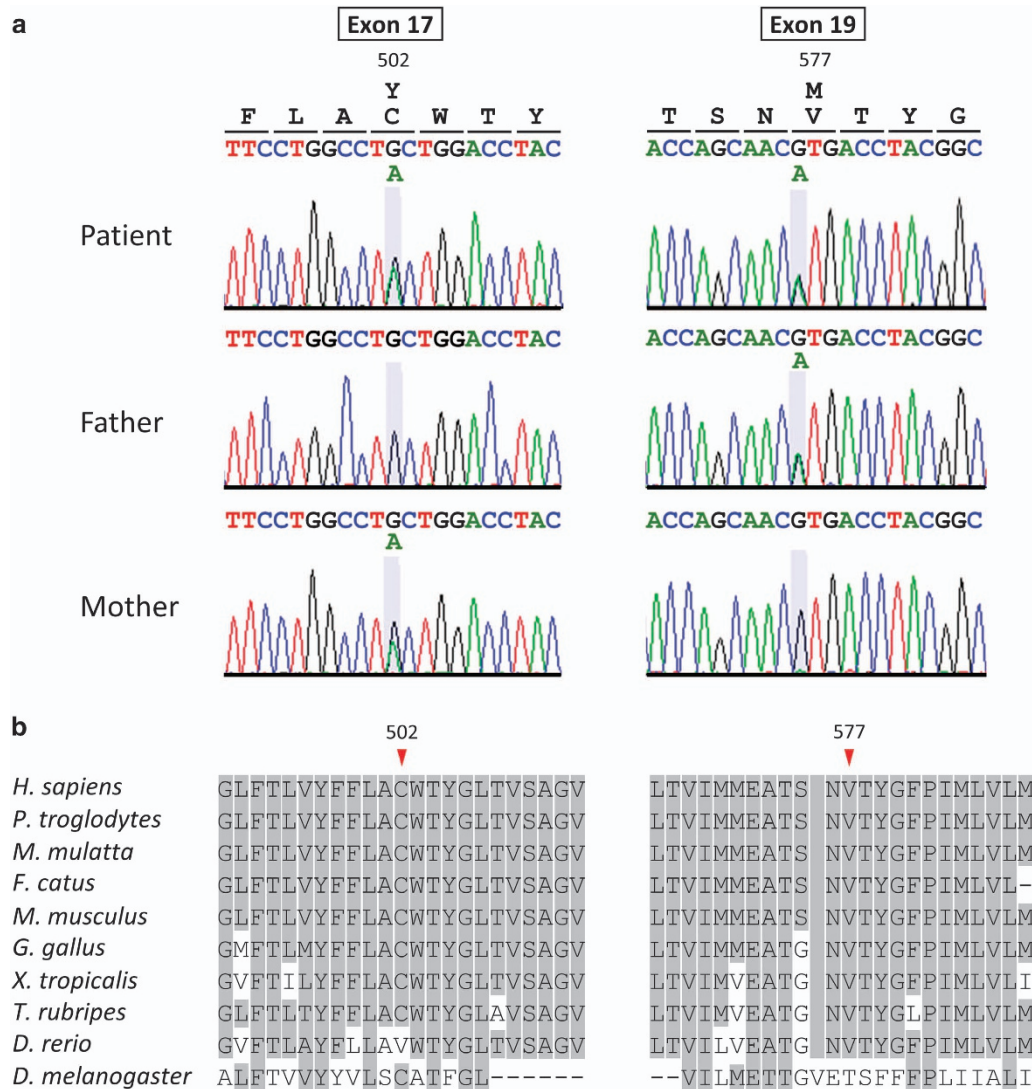 a
Exon 17 Exon 19
502 577
Y M
F L A C W T Y T S N V T Y G
TTCCTGGCCTGCTGGACCTAC ACCAGCAACGTGACCTACGGC
A A
Patient
TTCCTGGCCTGCTGGACCTAC ACCAGCAACGTGACCTACGGC
A
Father
TTCCTGGCCTGCTGGACCTAC ACCAGCAACGTGACCTACGGC
A
Mother
b
502 577
H. sapiens GLFTLVYFFLACWTYGLTVSAGV LTVIMMEATS NVTYGFPIMLVLM
P. troglodytes GLFTLVYFFLACWTYGLTVSAGV LTVIMMEATS NVTYGFPIMLVLM
M. mulatta GLFTLVYFFLACWTYGLTVSAGV LTVIMMEATS NVTYGFPIMLVLM
F. catus GLFTLVYFFLACWTYGLTVSAGV LTVIMMEATS NVTYGFPIMLVL-
M. musculus GLFTLVYFFLACWTYGLTVSAGV LTVIMMEATS NVTYGFPIMLVLM
G. gallus GMFTLMYFFLACWTYGLTVSAGV LTVIMMEATG NVTYGFPIMLVLM
X. tropicalis GVFTILYFFLACWTYGLTVSAGV LTVIMVEATG NVTYGFPIMLVLI
T. rubripes GLFTLTYFFLACWTYGLAVSAGV LTVIMVEATG NVTYGLPIMLVLM
D. rerio GVFTLAYFLLAVWTYGLTVSAGV LTVILVEATG NVTYGFPIMLVLM
D. melanogaster ALFTVVYVLSCATFGL------ --VILMETTGVETSFFFPLIIALI